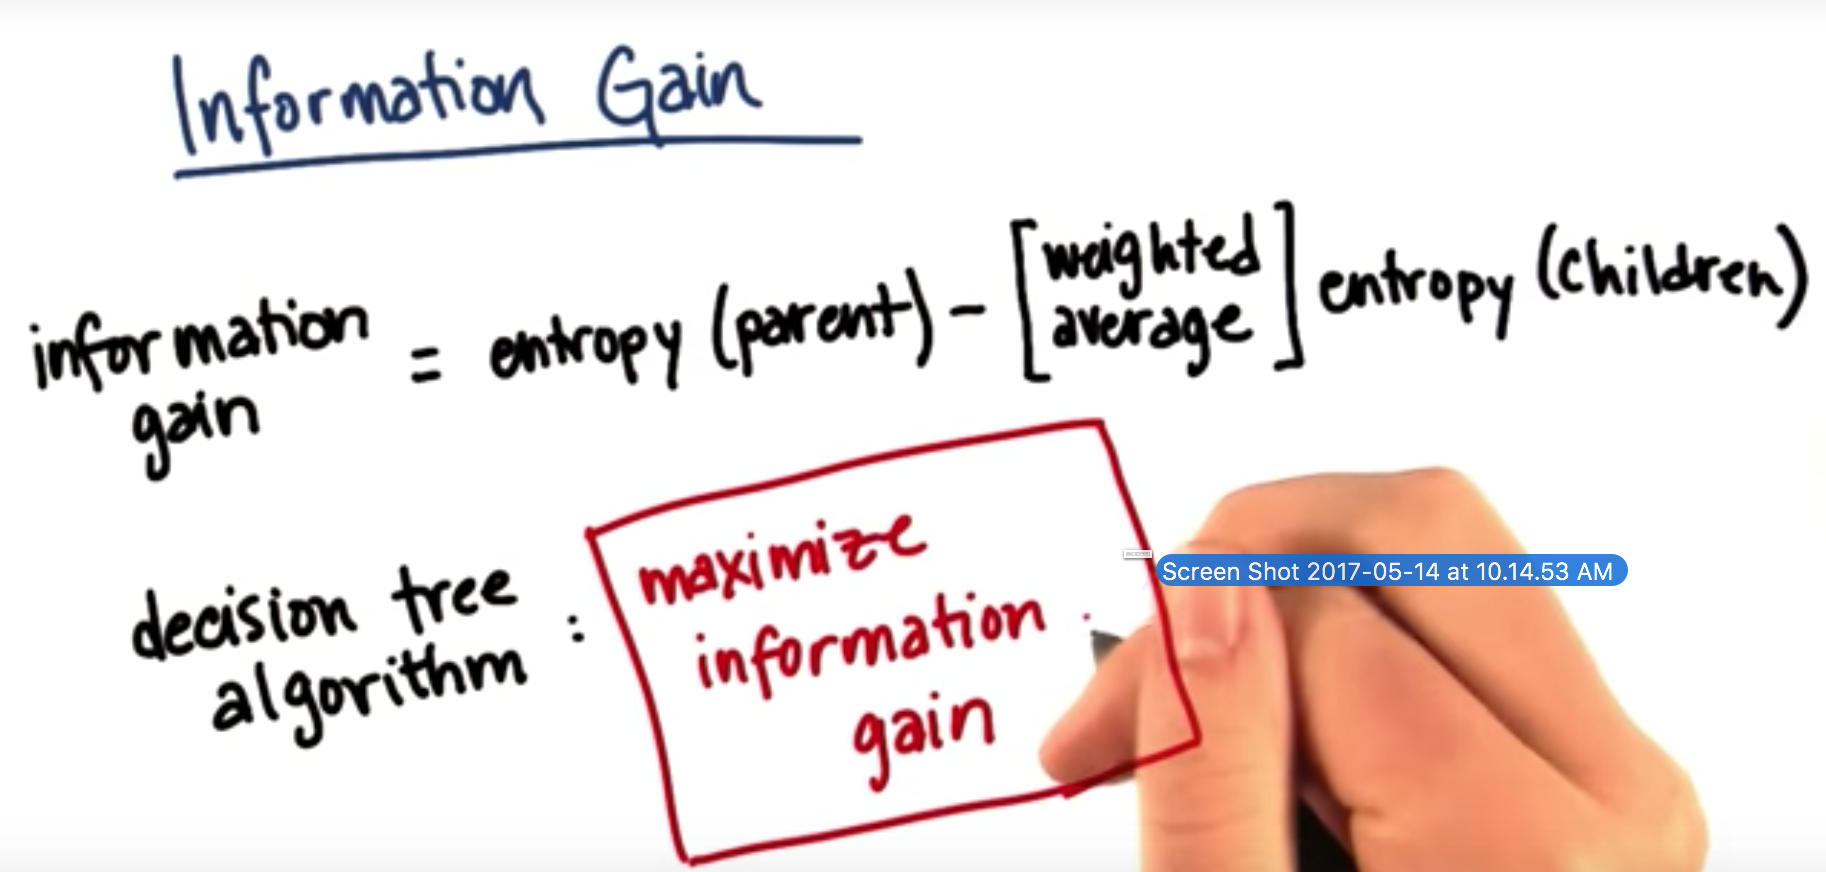 Information Gain
information gain = entropy (parent) - [weighted average] entropy (children)
decision tree algorithm : maximize information gain
Screen Shot 2017-05-14 at 10.14.53 AM